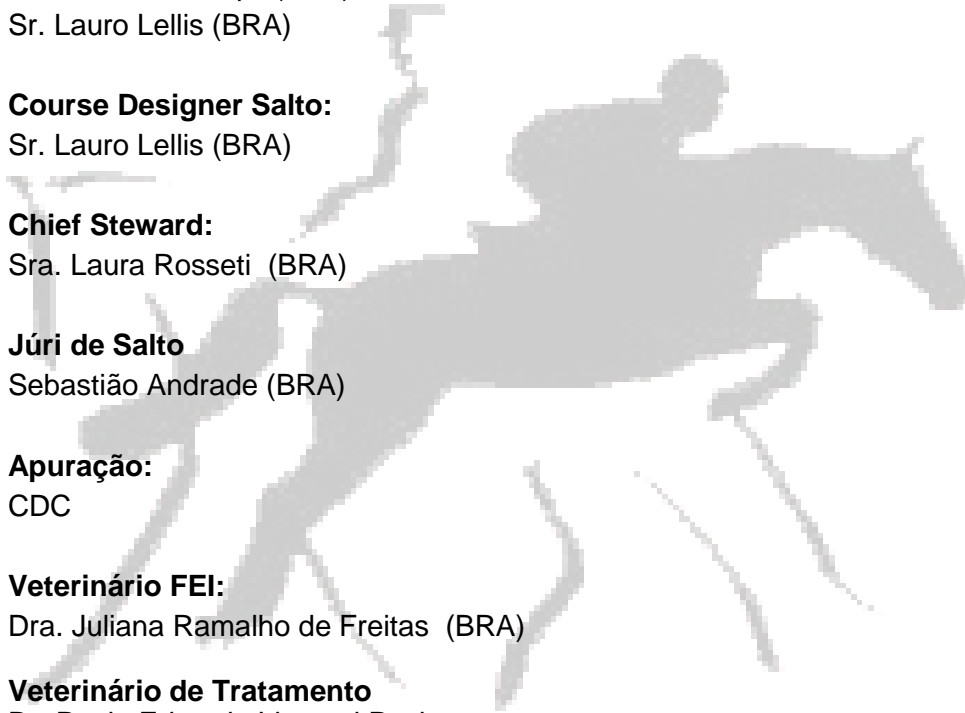 Sr. Lauro Lellis (BRA)
Course Designer Salto:
Sr. Lauro Lellis (BRA)
Chief Steward:
Sra. Laura Rosseti  (BRA)
Júri de Salto
Sebastião Andrade (BRA)
Apuração:
CDC
Veterinário FEI:
Dra. Juliana Ramalho de Freitas  (BRA)
Veterinário de Tratamento